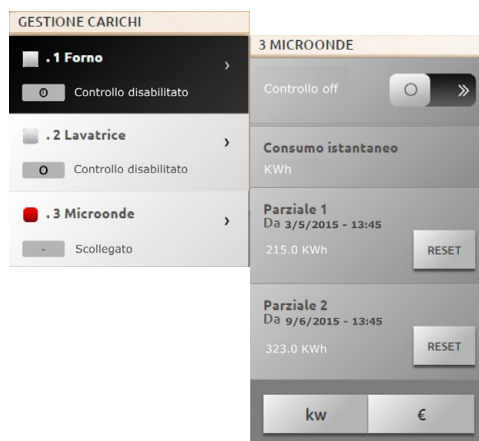 GESTIONE CARICHI
. 1 Forno
O Controllo disabilitato
. 2 Lavatrice
O Controllo disabilitato
. 3 Microonde
- Scollegato
3 MICROONDE
Controllo off
Consumo istantaneo
KWh
Parziale 1
Da 3/5/2015 - 13:45
215.0 KWh RESET
Parziale 2
Da 9/6/2015 - 13:45
323.0 KWh RESET
kw €